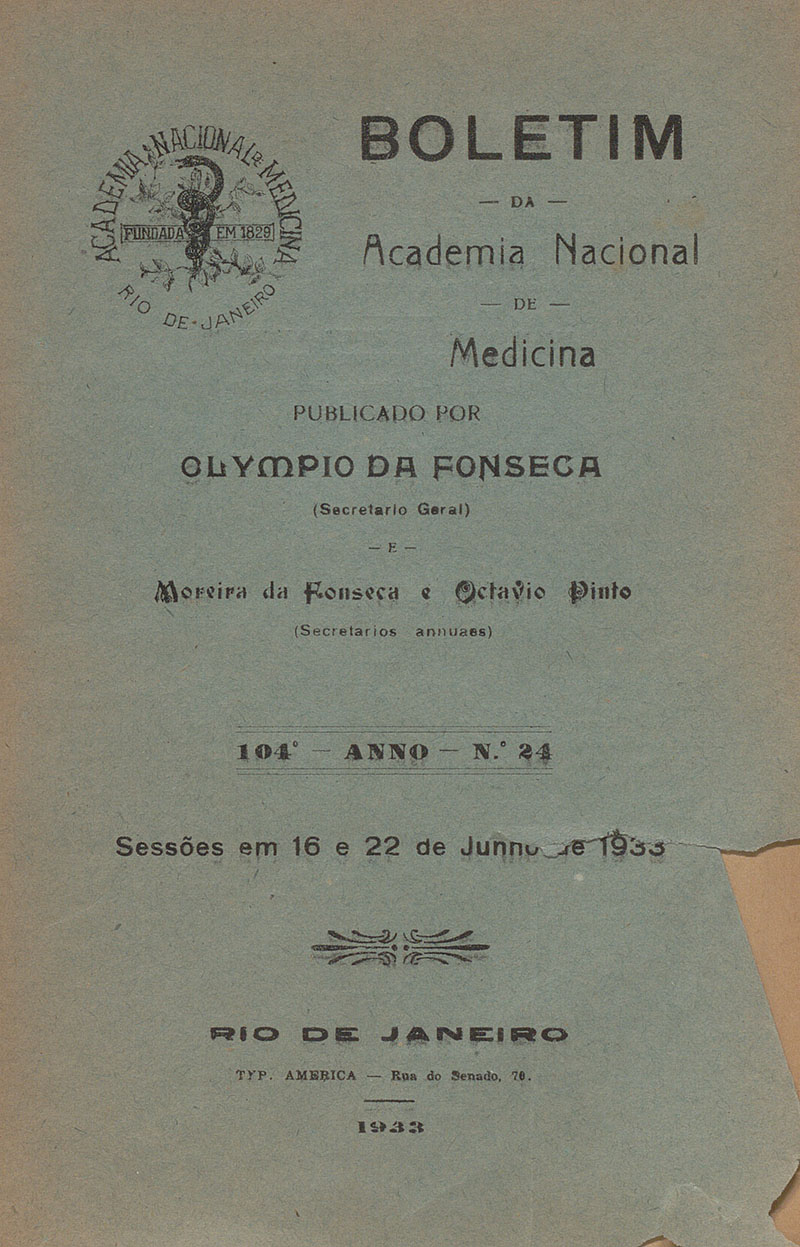 ACADEMIA NACIONAL DE MEDICINA
FUNDADA EM 1829
RIO DE-JANEIRO
BOLETIM
— DA —
Academia Nacional
— DE —
Medicina
PUBLICADO POR
OLYMPIO DA FONSECA
(Secretario Geral)
— E —
Moreira da Fonseca e Octavio Pinto
(Secretarios annuaes)
104° — ANNO — N.° 24
Sessões em 16 e 22 de Junho de 1933
RIO DE JANEIRO
TYP. AMERICA — Rua do Senado, 70.
1933